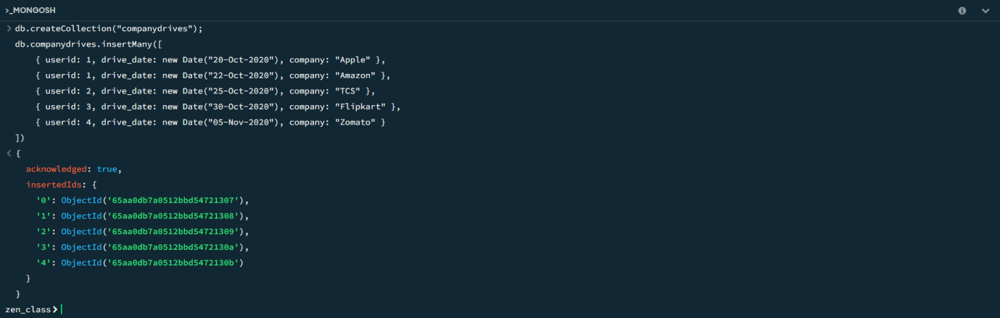 >_MONGOSH
> db.createCollection("companydrives");
db.companydrives.insertMany([
    { userid: 1, drive_date: new Date("20-Oct-2020"), company: "Apple" },
    { userid: 1, drive_date: new Date("22-Oct-2020"), company: "Amazon" },
    { userid: 2, drive_date: new Date("25-Oct-2020"), company: "TCS" },
    { userid: 3, drive_date: new Date("30-Oct-2020"), company: "Flipkart" },
    { userid: 4, drive_date: new Date("05-Nov-2020"), company: "Zomato" }
])
< {
  acknowledged: true,
  insertedIds: {
    '0': ObjectId('65aa0db7a0512bbd54721307'),
    '1': ObjectId('65aa0db7a0512bbd54721308'),
    '2': ObjectId('65aa0db7a0512bbd54721309'),
    '3': ObjectId('65aa0db7a0512bbd5472130a'),
    '4': ObjectId('65aa0db7a0512bbd5472130b')
  }
}
zen_class>